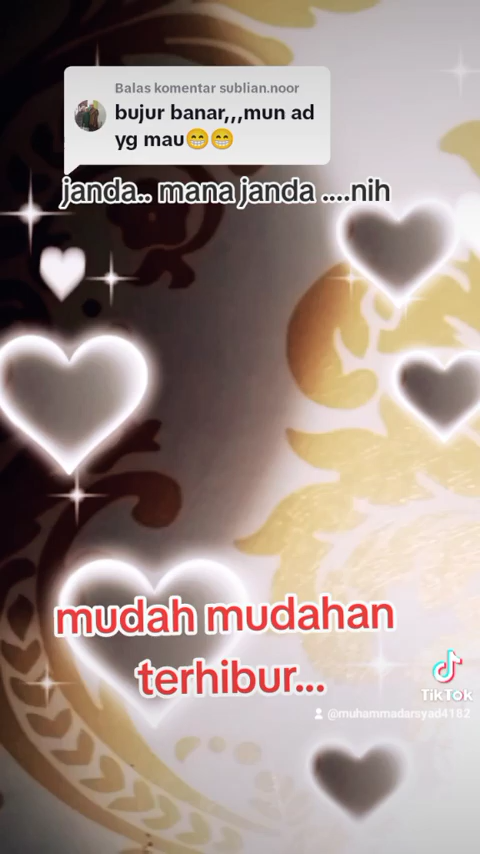 Balas komentar sublian.noor
bujur banar,,,mun ad
yg mau😁😁
janda.. mana janda ....nih
mudah mudahan
terhibur...
TikTok
@muhammadarsyad4182